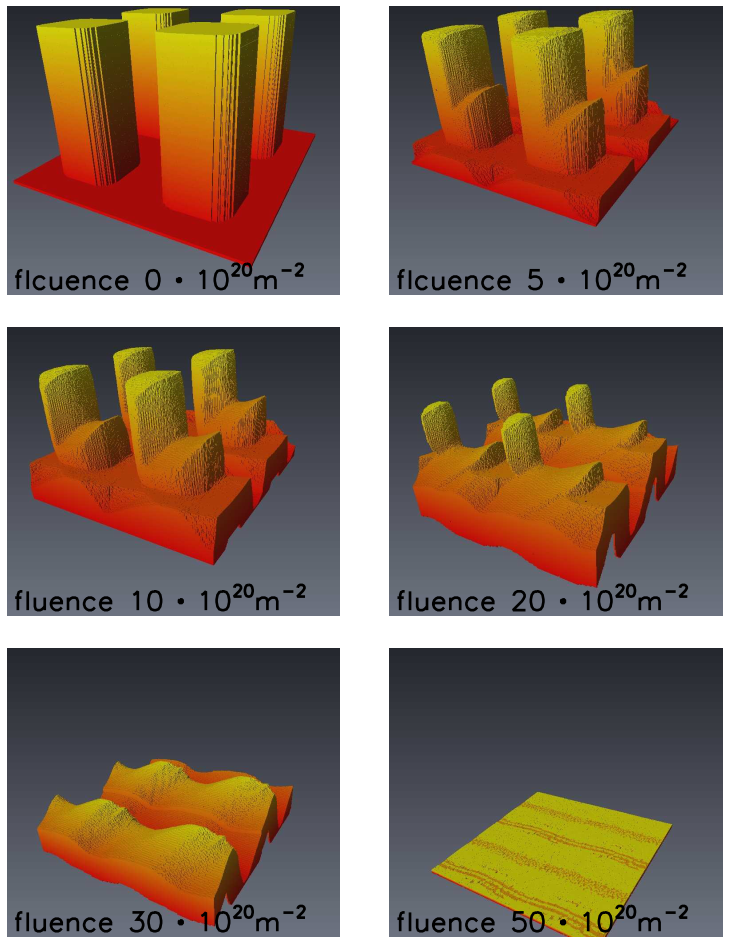 flcuence 0 • 10²⁰m⁻²
flcuence 5 • 10²⁰m⁻²
fluence 10 • 10²⁰m⁻²
fluence 20 • 10²⁰m⁻²
fluence 30 • 10²⁰m⁻²
fluence 50 • 10²⁰m⁻²